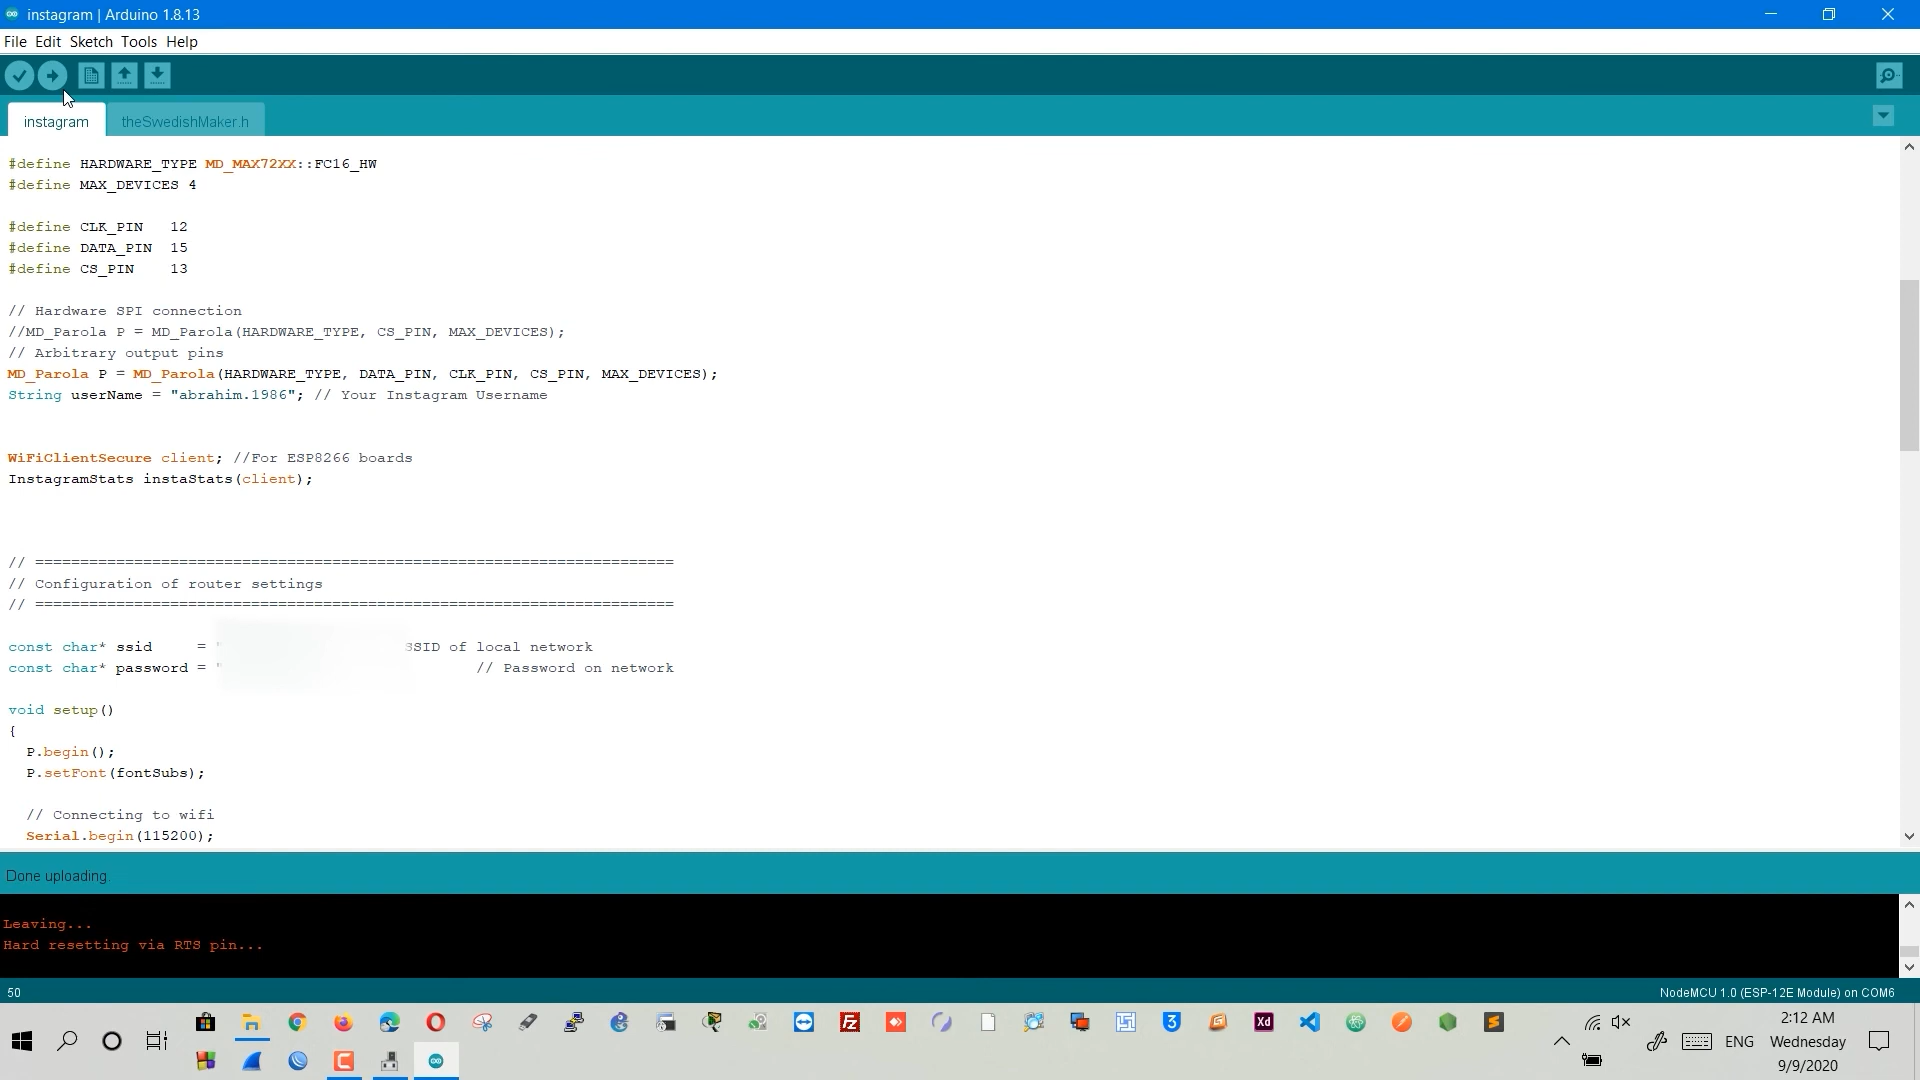 instagram | Arduino 1.8.13
File Edit Sketch Tools Help
instagram theSwedishMaker.h
#define HARDWARE_TYPE MD_MAX72XX::FC16_HW
#define MAX_DEVICES 4
#define CLK_PIN   12
#define DATA_PIN  15
#define CS_PIN    13
// Hardware SPI connection
//MD_Parola P = MD_Parola(HARDWARE_TYPE, CS_PIN, MAX_DEVICES);
// Arbitrary output pins
MD_Parola P = MD_Parola(HARDWARE_TYPE, DATA_PIN, CLK_PIN, CS_PIN, MAX_DEVICES);
String userName = "abrahim.1986"; // Your Instagram Username
WiFiClientSecure client; //For ESP8266 boards
InstagramStats instaStats(client);
// =======================================================================
// Configuration of router settings
// =======================================================================
const char* ssid     = " SSID of local network
const char* password = " // Password on network
void setup()
{
P.begin();
P.setFont(fontSubs);
// Connecting to wifi
Serial.begin(115200);
Done uploading.
Leaving...
Hard resetting via RTS pin...
50 NodeMCU 1.0 (ESP-12E Module) on COM6
2:12 AM
ENG Wednesday
9/9/2020
Xd